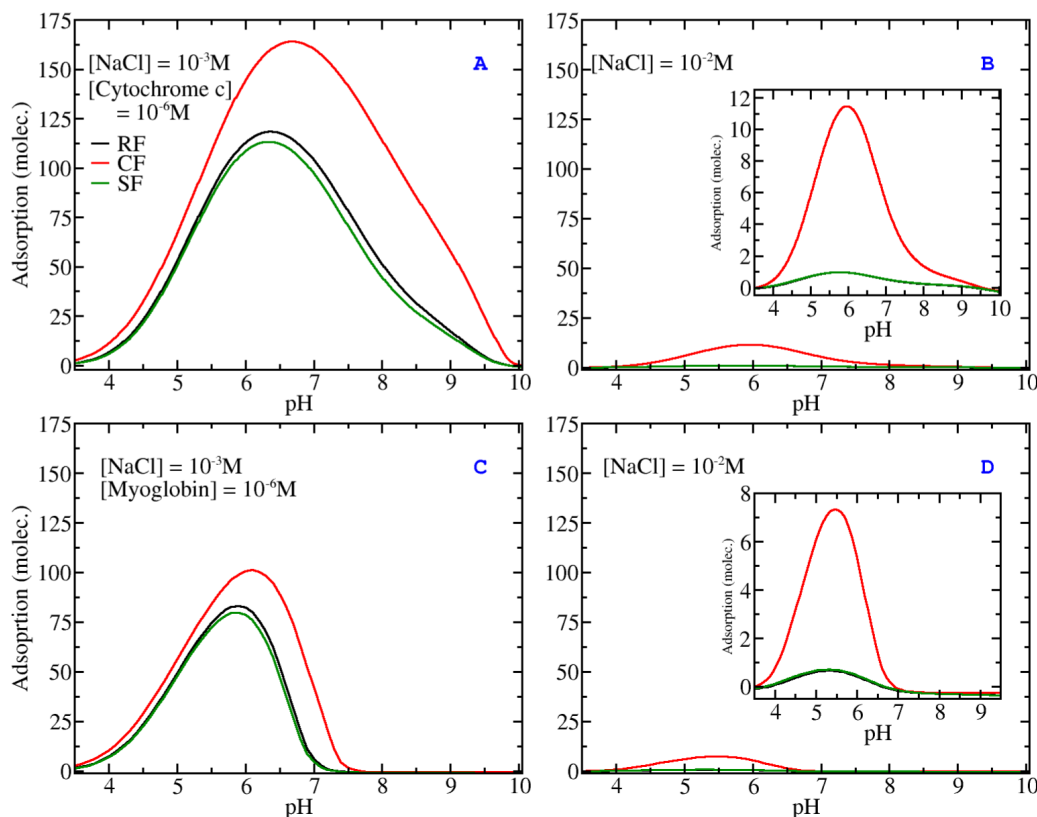 175
150
125
100
75
50
25
0
Adsorption (molec.)
[NaCl] = 10⁻³M
A
[Cytochrome c]
= 10⁻⁶M
RF
CF
SF
4 5 6 7 8 9 10
pH
175
150
125
100
75
50
25
0
[NaCl] = 10⁻²M
B
12
10
8
6
4
2
0
Adsorption (molec.)
4 5 6 7 8 9 10
pH
4 5 6 7 8 9 10
pH
175
150
125
100
75
50
25
0
Adsoprtion (molec.)
[NaCl] = 10⁻³M
C
[Myoglobin] = 10⁻⁶M
4 5 6 7 8 9 10
pH
175
150
125
100
75
50
25
0
[NaCl] = 10⁻²M
D
8
6
4
2
0
Adsorption (molec.)
4 5 6 7 8 9
pH
4 5 6 7 8 9 10
pH